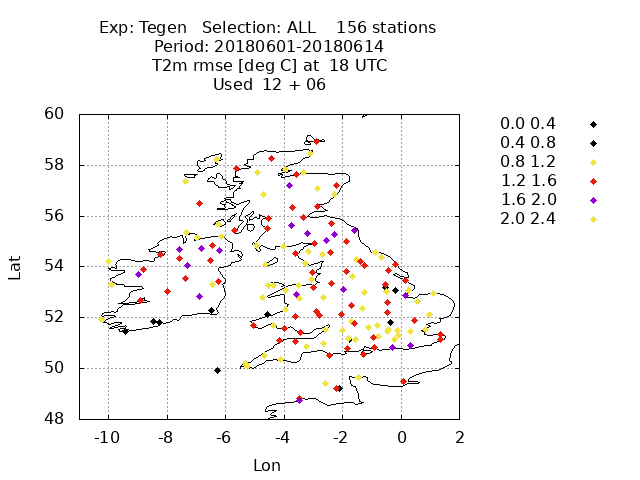 Exp: Tegen   Selection: ALL    156 stations
Period: 20180601-20180614
T2m rmse [deg C] at  18 UTC
Used  12 + 06
60
58
56
54
52
50
48
Lat
-10 -8 -6 -4 -2 0 2
Lon
0.0 0.4
0.4 0.8
0.8 1.2
1.2 1.6
1.6 2.0
2.0 2.4